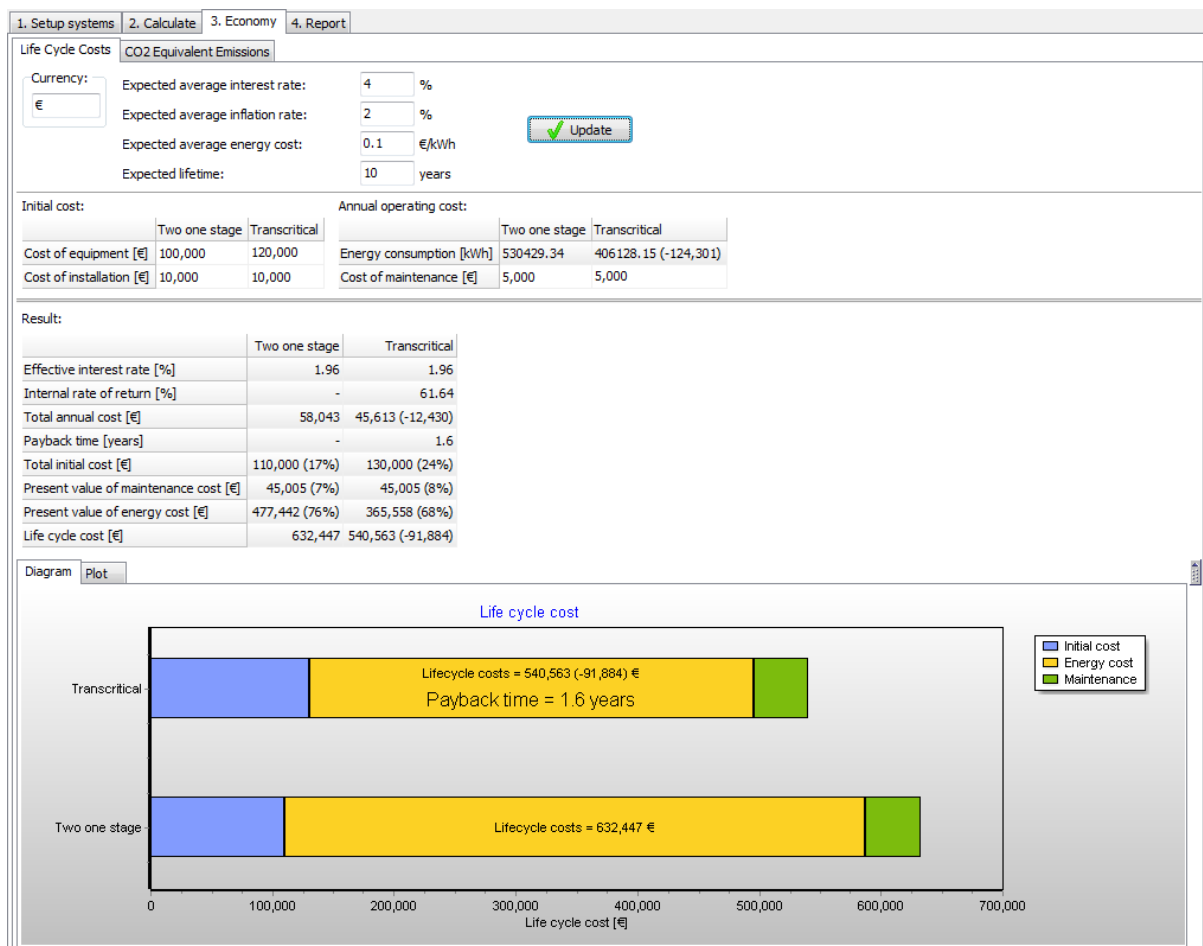 1. Setup systems 2. Calculate 3. Economy 4. Report
Life Cycle Costs CO2 Equivalent Emissions
Currency:
€
Expected average interest rate: 4 %
Expected average inflation rate: 2 %
Expected average energy cost: 0.1 €/kWh
Expected lifetime: 10 years
Update
Initial cost:
Two one stage Transcritical
Cost of equipment [€] 100,000 120,000
Cost of installation [€] 10,000 10,000
Annual operating cost:
Two one stage Transcritical
Energy consumption [kWh] 530429.34 406128.15 (-124,301)
Cost of maintenance [€] 5,000 5,000
Result:
Two one stage Transcritical
Effective interest rate [%] 1.96 1.96
Internal rate of return [%] - 61.64
Total annual cost [€] 58,043 45,613 (-12,430)
Payback time [years] - 1.6
Total initial cost [€] 110,000 (17%) 130,000 (24%)
Present value of maintenance cost [€] 45,005 (7%) 45,005 (8%)
Present value of energy cost [€] 477,442 (76%) 365,558 (68%)
Life cycle cost [€] 632,447 540,563 (-91,884)
Diagram Plot
Life cycle cost
Transcritical
Lifecycle costs = 540,563 (-91,884) €
Payback time = 1.6 years
Two one stage
Lifecycle costs = 632,447 €
0 100,000 200,000 300,000 400,000 500,000 600,000 700,000
Life cycle cost [€]
Initial cost
Energy cost
Maintenance